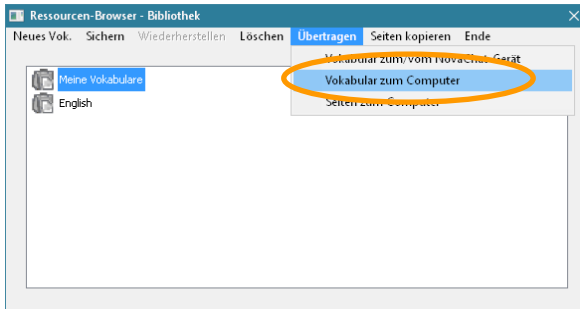 Ressourcen-Browser - Bibliothek
Neues Vok. Sichern Wiederherstellen Löschen Übertragen Seiten kopieren Ende
Vokabular zum/vom NovaChat-Gerät
Meine Vokabulare
Vokabular zum Computer
English
Seiten zum Computer